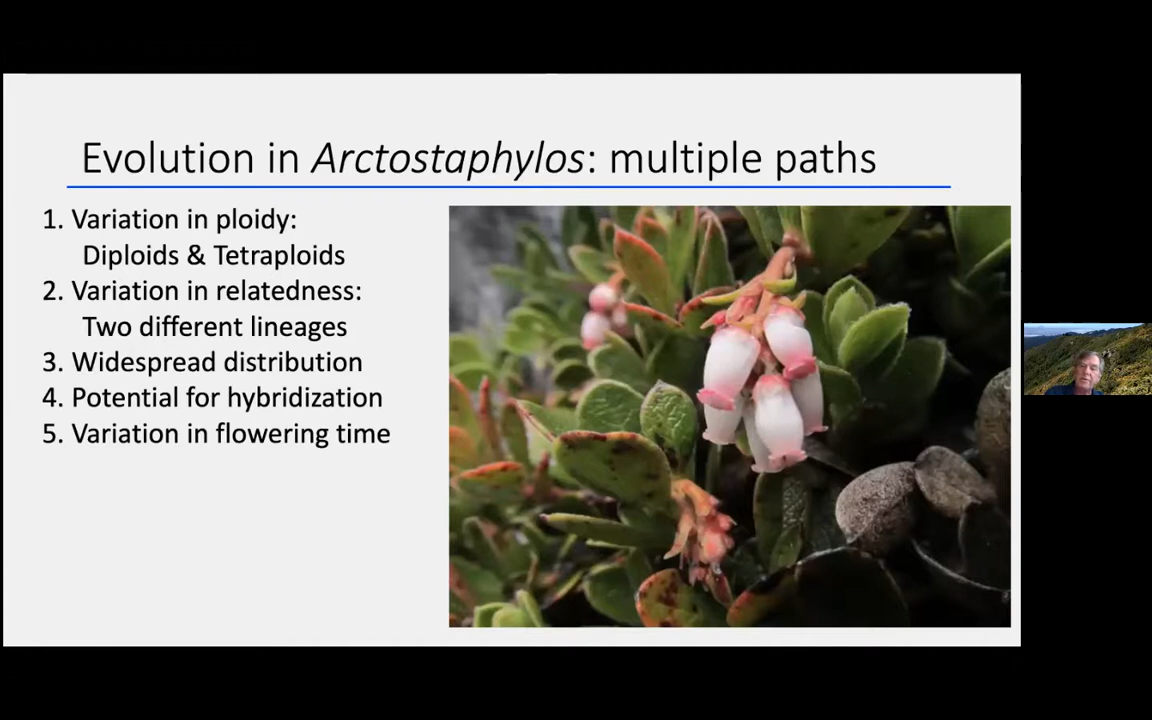 Evolution in Arctostaphylos: multiple paths
1. Variation in ploidy:
Diploids & Tetraploids
2. Variation in relatedness:
Two different lineages
3. Widespread distribution
4. Potential for hybridization
5. Variation in flowering time